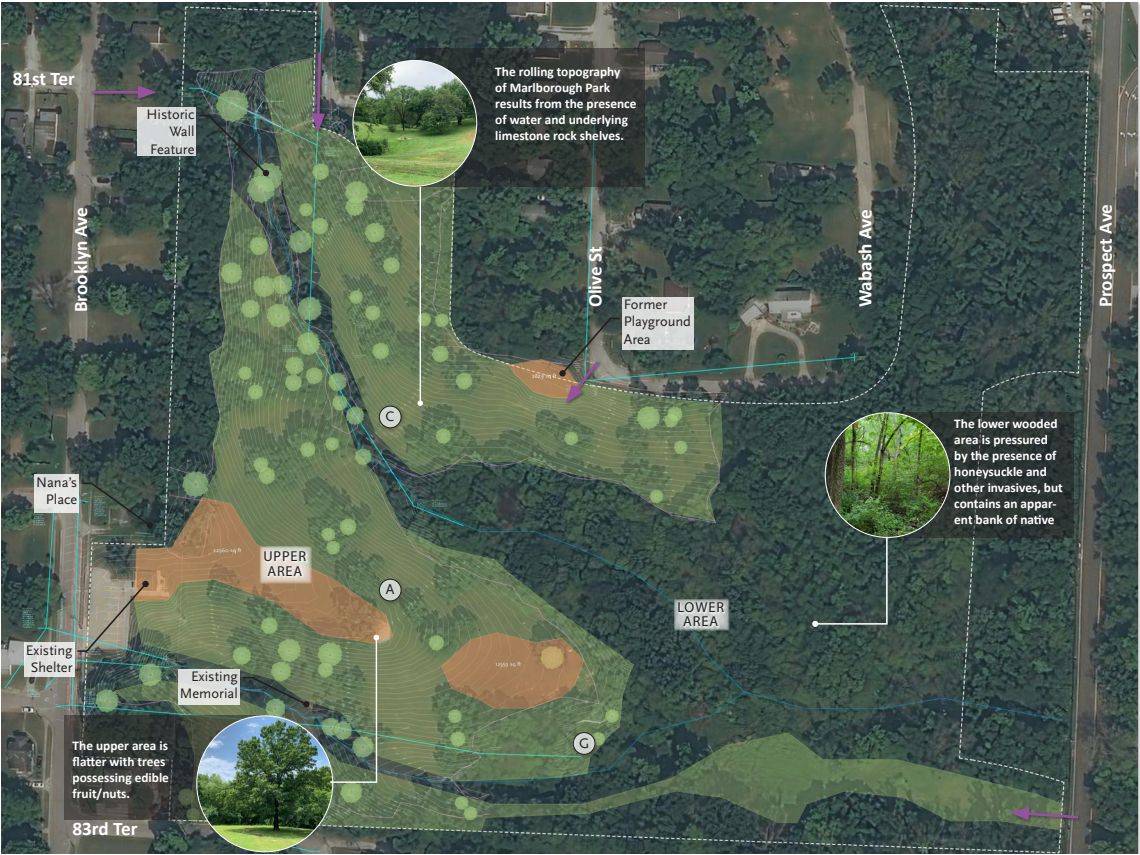 81st Ter
Historic
Wall
Feature
The rolling topography
of Marlborough Park
results from the presence
of water and underlying
limestone rock shelves.
Brooklyn Ave
Olive St
Wabash Ave
Prospect Ave
Former
Playground
Area
C
The lower wooded
area is pressured
by the presence of
honeysuckle and
other invasives, but
contains an appar-
ent bank of native
Nana's
Place
UPPER
AREA
A
LOWER
AREA
Existing
Shelter
Existing
Memorial
12559 sq ft
G
The upper area is
flatter with trees
possessing edible
fruit/nuts.
83rd Ter